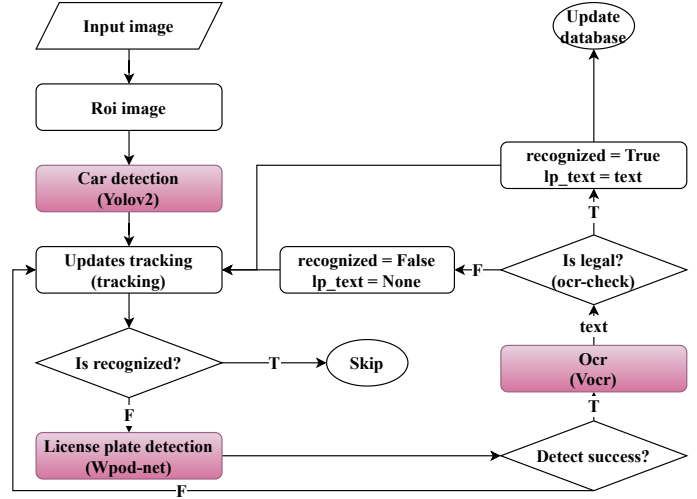 Input image
Update
database
Roi image
recognized = True
lp_text = text
Car detection
(Yolov2)
T
Updates tracking
(tracking)
recognized = False
lp_text = None
F
Is legal?
(ocr-check)
text
Is recognized?
T
Skip
Ocr
(Vocr)
F
T
License plate detection
(Wpod-net)
Detect success?
F